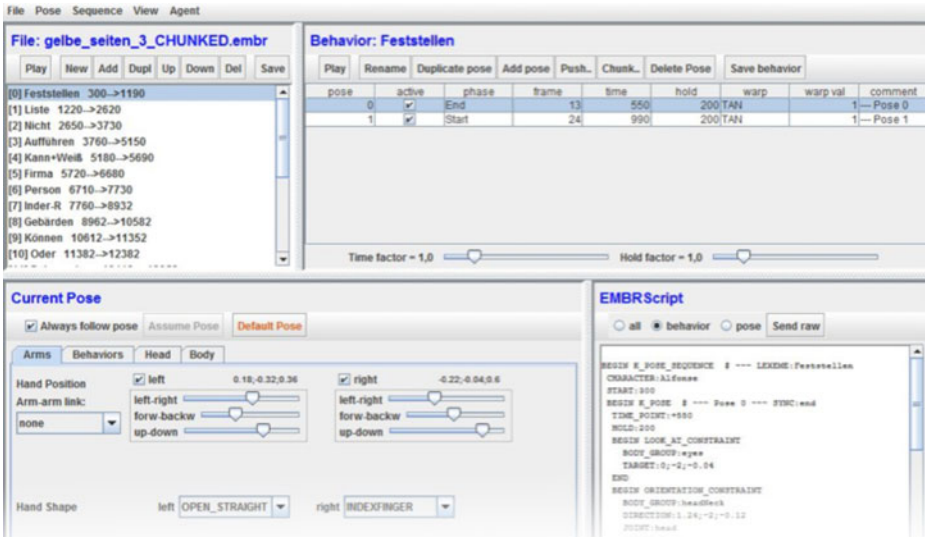 File Pose Sequence View Agent
File: gelbe_seiten_3_CHUNKED.embr
Play New Add Dupl Up Down Del Save
[0] Feststellen 300-->1190
[1] Liste 1220-->2620
[2] Nicht 2650-->3730
[3] Aufführen 3760-->5150
[4] Kann+Weiß 5180-->5690
[5] Firma 5720-->6680
[6] Person 6710-->7730
[7] Inder-R 7760-->8932
[8] Gebärden 8962-->10582
[9] Können 10612-->11352
[10] Oder 11382-->12382
Behavior: Feststellen
Play Rename Duplicate pose Add pose Push.. Chunk.. Delete Pose Save behavior
pose active phase frame time hold warp warp val comment
0 End 13 550 200 TAN 1 --- Pose 0
1 Start 24 990 200 TAN 1 --- Pose 1
Time factor = 1,0 Hold factor = 1,0
Current Pose
Always follow pose Assume Pose Default Pose
Arms Behaviors Head Body
Hand Position left 0.18;-0.32;0.36 right -0.22;-0.04;0.6
Arm-arm link: left-right left-right
none forw-backw forw-backw
up-down up-down
Hand Shape left OPEN_STRAIGHT right INDEXFINGER
EMBRScript
all behavior pose Send raw
BEGIN K_POSE_SEQUENCE # --- LEXEME:Feststellen
CHARACTER:Alfonse
START:300
BEGIN K_POSE # --- Pose 0 --- SYNC:end
TIME_POINT:+550
HOLD:200
BEGIN LOOK_AT_CONSTRAINT
BODY_GROUP:eyes
TARGET:0;-2;-0.04
END
BEGIN ORIENTATION_CONSTRAINT
BODY_GROUP:headNeck
DIRECTION:1.24;-2;-0.12
JOINT:head